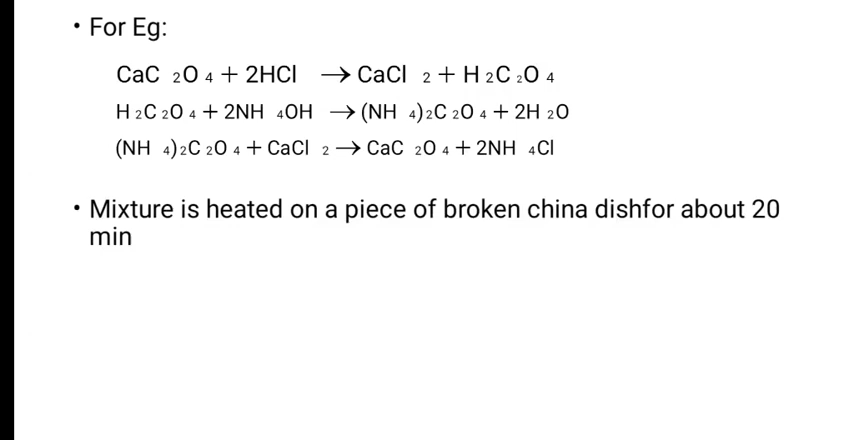 • For Eg:
CaC ₂O ₄ + 2HCl → CaCl ₂ + H ₂C ₂O ₄
H ₂C ₂O ₄ + 2NH ₄OH → (NH ₄)₂C ₂O ₄ + 2H ₂O
(NH ₄)₂C ₂O ₄ + CaCl ₂ → CaC ₂O ₄ + 2NH ₄Cl
• Mixture is heated on a piece of broken china dishfor about 20
min